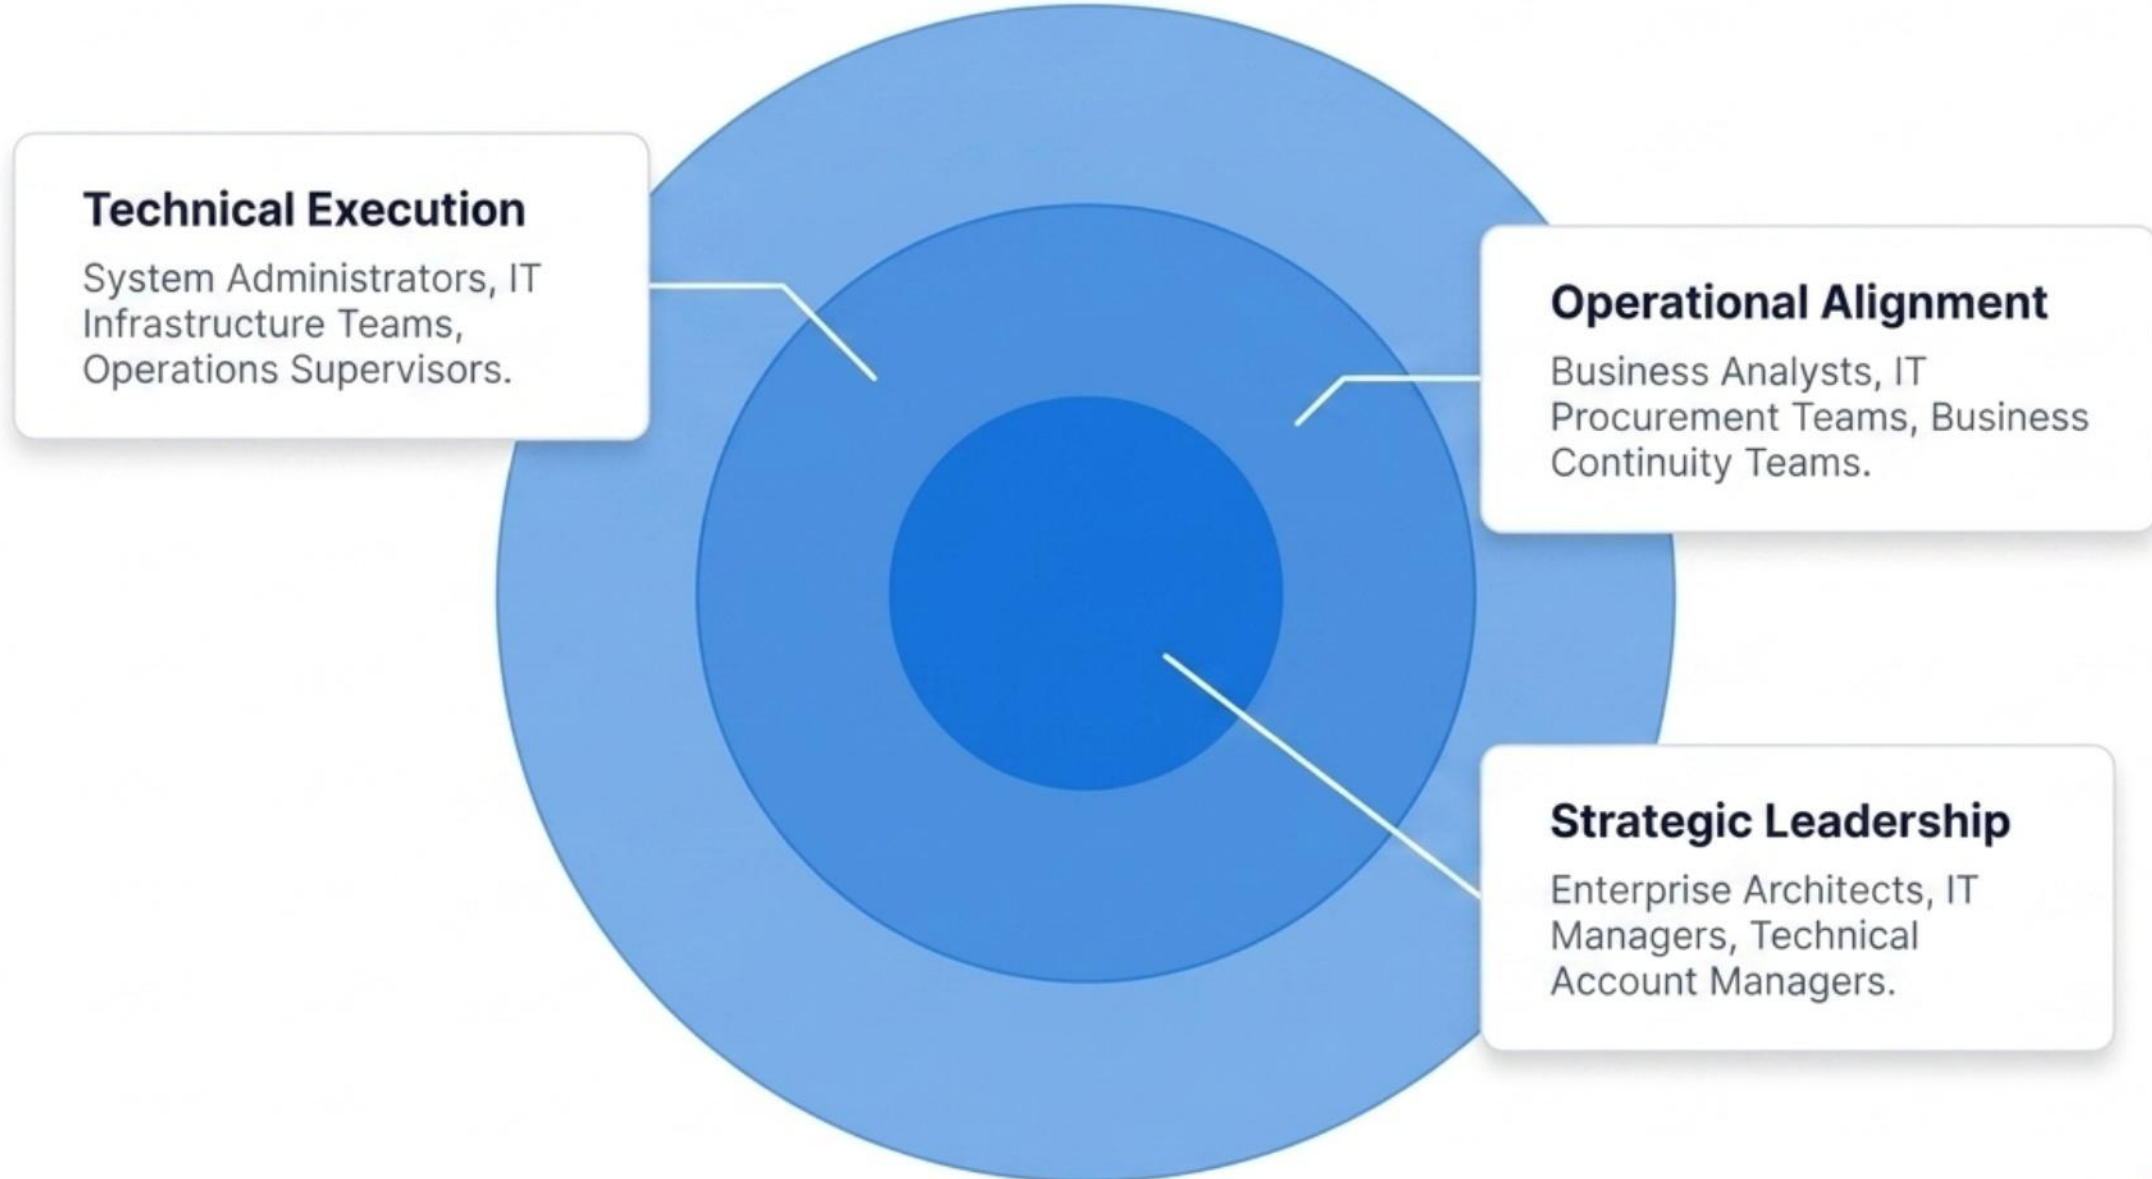 Technical Execution
System Administrators, IT
Infrastructure Teams,
Operations Supervisors.
Operational Alignment
Business Analysts, IT
Procurement Teams, Business
Continuity Teams.
Strategic Leadership
Enterprise Architects, IT
Managers, Technical
Account Managers.